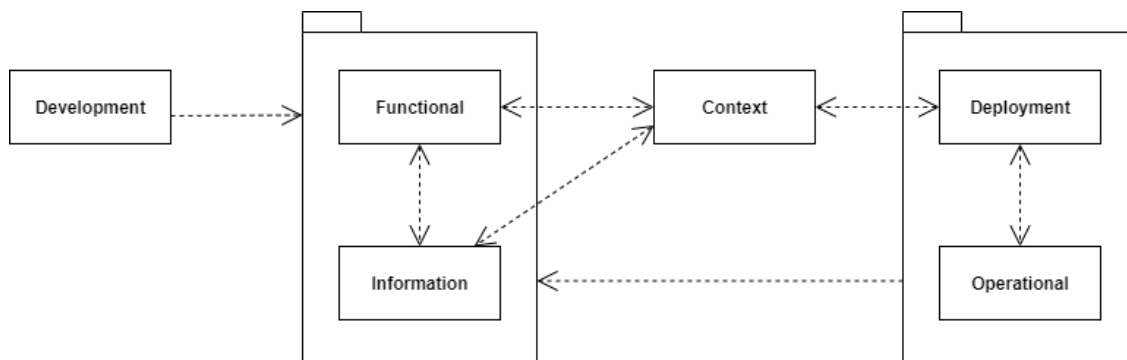 Development
Functional
Context
Deployment
Information
Operational